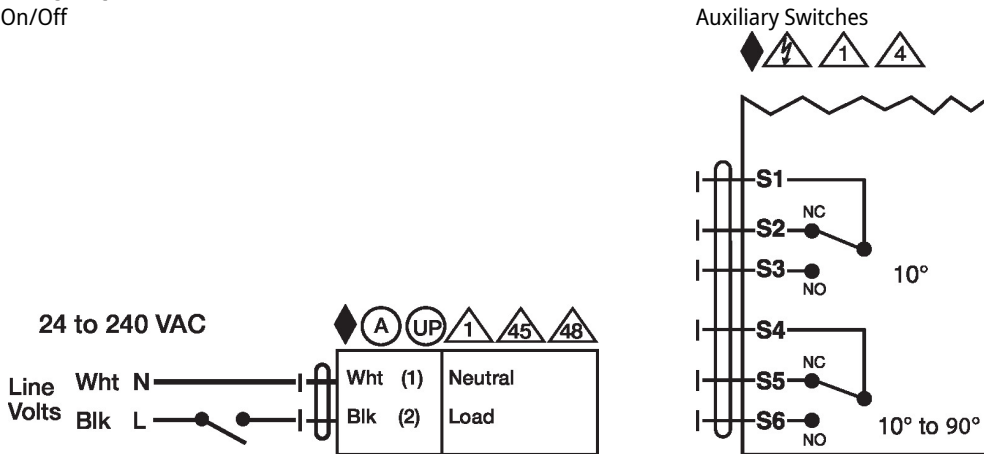 On/Off
24 to 240 VAC
A UP 1 45 48
Line Volts
Wht N
Blk L
Wht (1) Neutral
Blk (2) Load
Auxiliary Switches
1 4
S1
NC
S2
S3
NO
10°
S4
NC
S5
S6
NO
10° to 90°